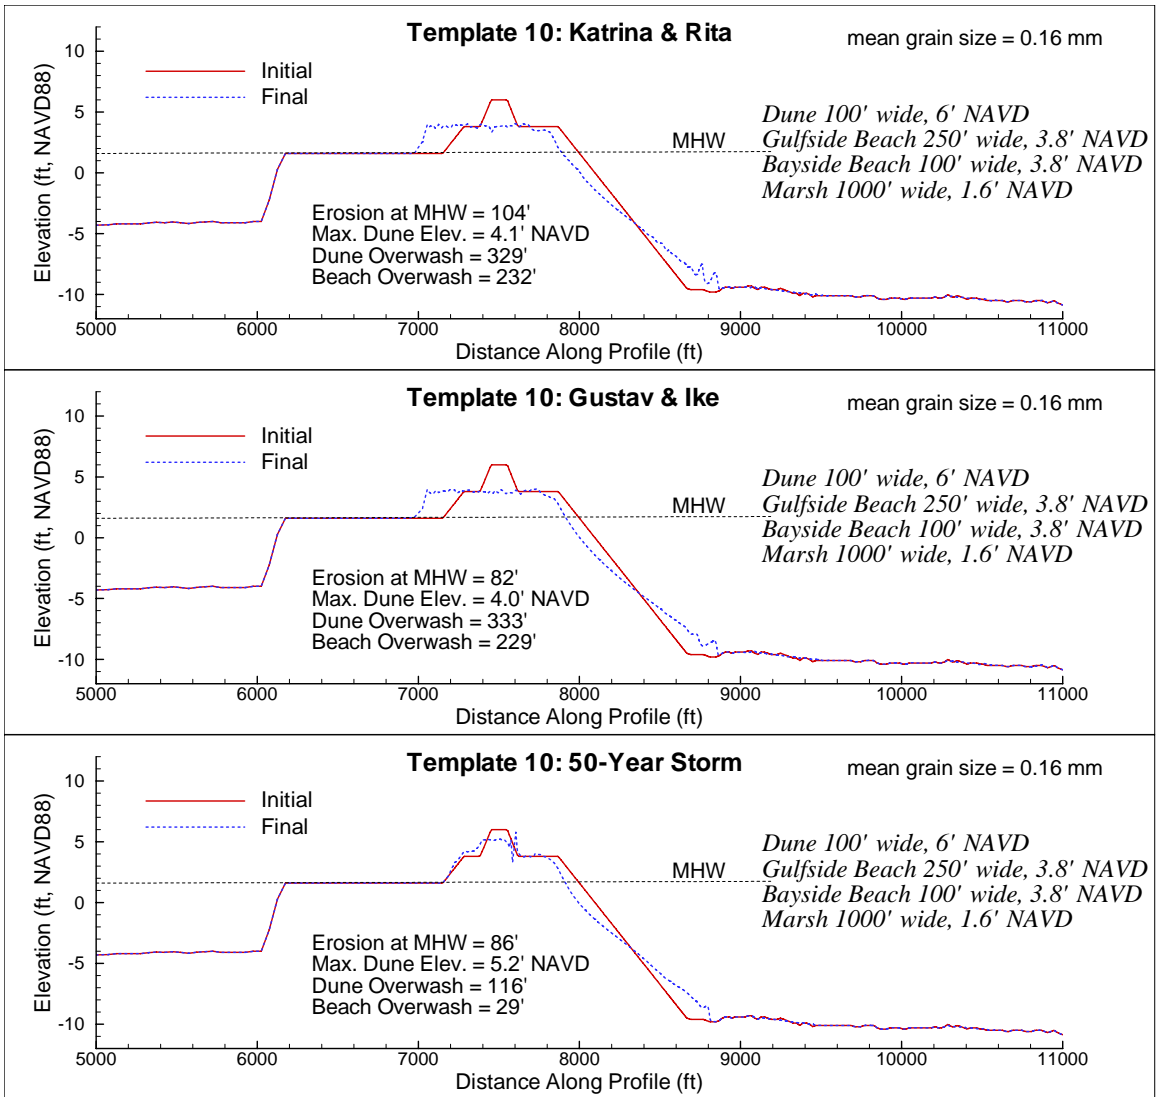 Template 10: Katrina & Rita
mean grain size = 0.16 mm
Initial
Final
Dune 100' wide, 6' NAVD
Gulfside Beach 250' wide, 3.8' NAVD
Bayside Beach 100' wide, 3.8' NAVD
Marsh 1000' wide, 1.6' NAVD
MHW
Erosion at MHW = 104'
Max. Dune Elev. = 4.1' NAVD
Dune Overwash = 329'
Beach Overwash = 232'
Elevation (ft, NAVD88)
10
5
0
-5
-10
5000 6000 7000 8000 9000 10000 11000
Distance Along Profile (ft)
Template 10: Gustav & Ike
mean grain size = 0.16 mm
Initial
Final
Dune 100' wide, 6' NAVD
Gulfside Beach 250' wide, 3.8' NAVD
Bayside Beach 100' wide, 3.8' NAVD
Marsh 1000' wide, 1.6' NAVD
MHW
Erosion at MHW = 82'
Max. Dune Elev. = 4.0' NAVD
Dune Overwash = 333'
Beach Overwash = 229'
Elevation (ft, NAVD88)
10
5
0
-5
-10
5000 6000 7000 8000 9000 10000 11000
Distance Along Profile (ft)
Template 10: 50-Year Storm
mean grain size = 0.16 mm
Initial
Final
Dune 100' wide, 6' NAVD
Gulfside Beach 250' wide, 3.8' NAVD
Bayside Beach 100' wide, 3.8' NAVD
Marsh 1000' wide, 1.6' NAVD
MHW
Erosion at MHW = 86'
Max. Dune Elev. = 5.2' NAVD
Dune Overwash = 116'
Beach Overwash = 29'
Elevation (ft, NAVD88)
10
5
0
-5
-10
5000 6000 7000 8000 9000 10000 11000
Distance Along Profile (ft)